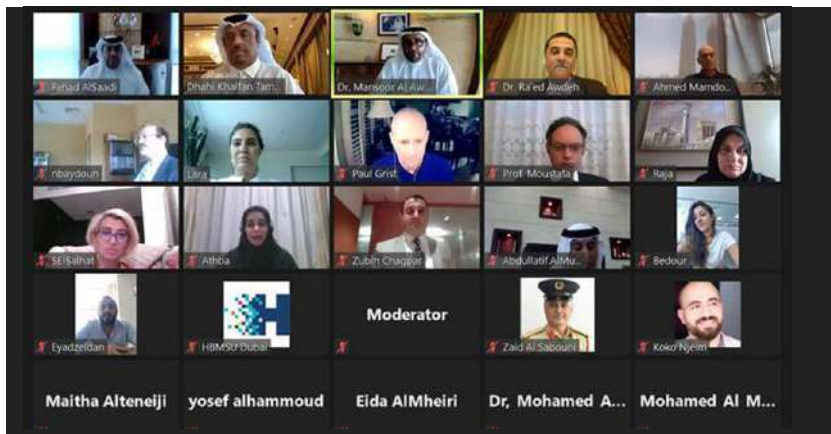 Fahad AlSaadi
Dhahi Khalfan Tam...
Dr. Mansoor Al Aw...
Dr. Ra'ed Awdeh
Ahmed Mamdo...
nbaydoun
Lara
Paul Grist
Prof. Moustafa
Raja
SElSalhat
Athba
Zubin Chagpar
Abdullatif AlMu...
Bedour
Eyadzeidan
HBMSU Dubai
Moderator
Zaid Al Sabouni
Koko Njeim
Maitha Alteneiji
yosef alhammoud
Eida AlMheiri
Dr, Mohamed A...
Mohamed Al M...